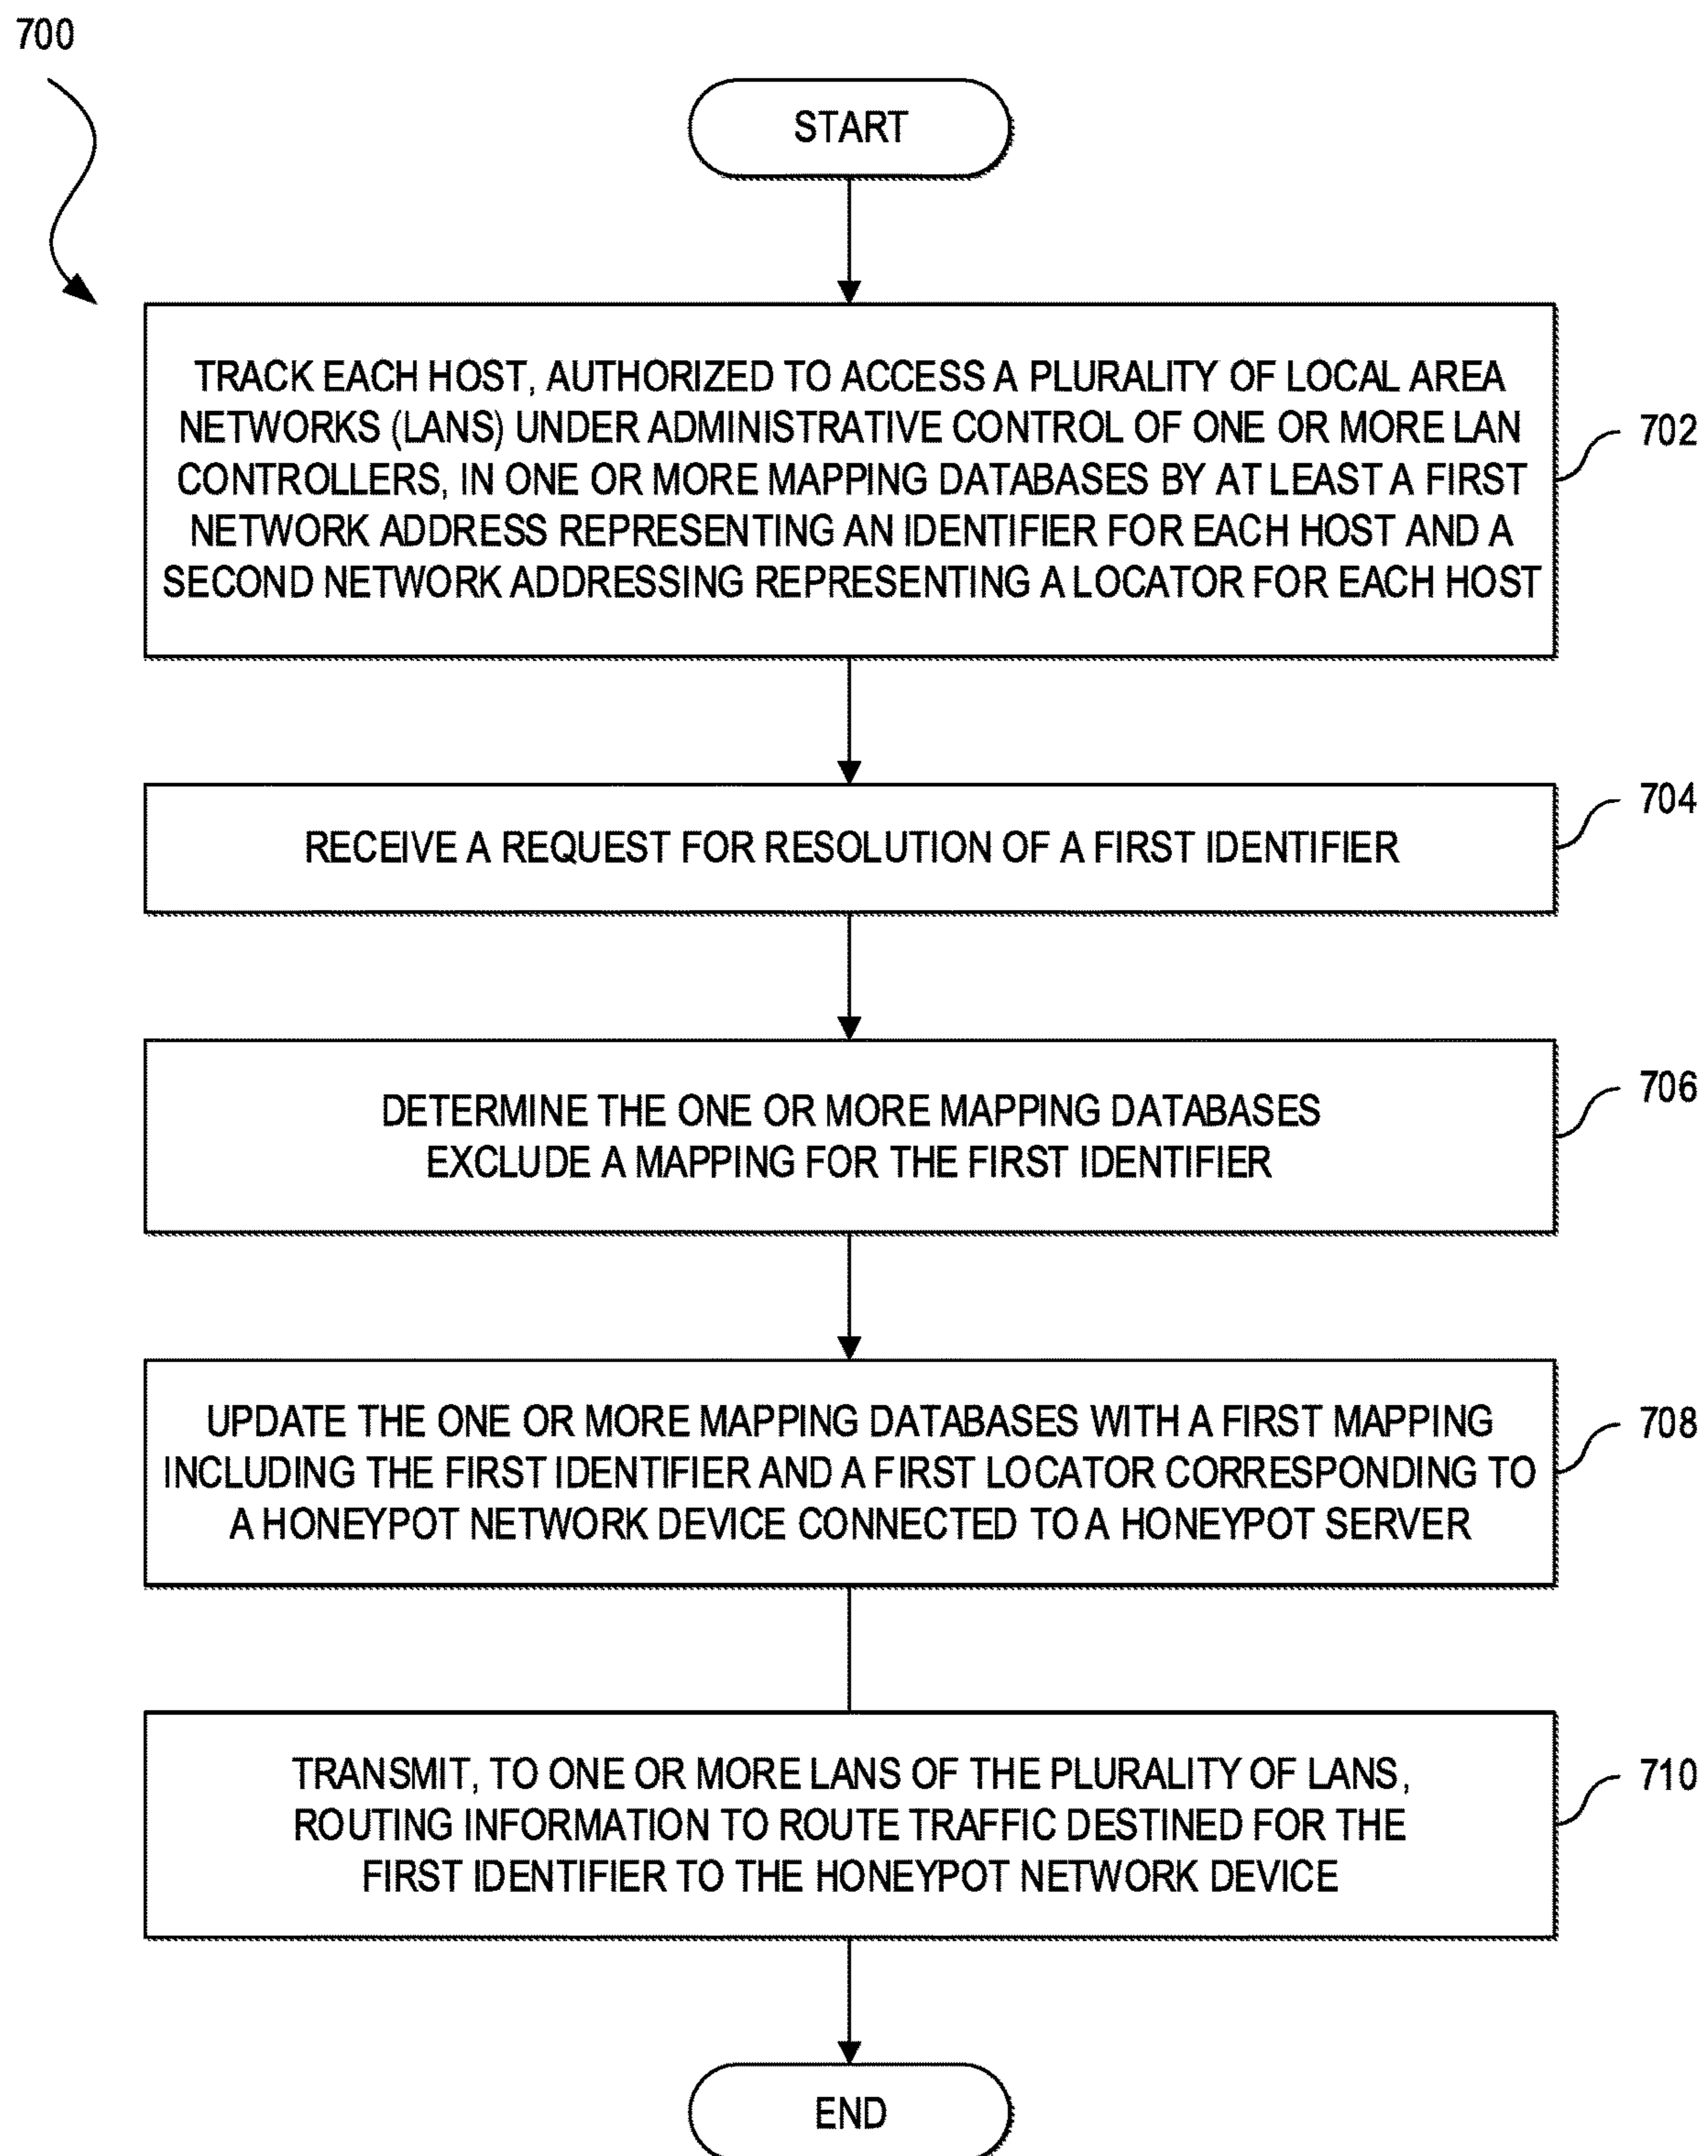 700
START
TRACK EACH HOST, AUTHORIZED TO ACCESS A PLURALITY OF LOCAL AREA
NETWORKS (LANS) UNDER ADMINISTRATIVE CONTROL OF ONE OR MORE LAN
CONTROLLERS, IN ONE OR MORE MAPPING DATABASES BY AT LEAST A FIRST
NETWORK ADDRESS REPRESENTING AN IDENTIFIER FOR EACH HOST AND A
SECOND NETWORK ADDRESSING REPRESENTING A LOCATOR FOR EACH HOST
702
RECEIVE A REQUEST FOR RESOLUTION OF A FIRST IDENTIFIER
704
DETERMINE THE ONE OR MORE MAPPING DATABASES
EXCLUDE A MAPPING FOR THE FIRST IDENTIFIER
706
UPDATE THE ONE OR MORE MAPPING DATABASES WITH A FIRST MAPPING
INCLUDING THE FIRST IDENTIFIER AND A FIRST LOCATOR CORRESPONDING TO
A HONEYPOT NETWORK DEVICE CONNECTED TO A HONEYPOT SERVER
708
TRANSMIT, TO ONE OR MORE LANS OF THE PLURALITY OF LANS,
ROUTING INFORMATION TO ROUTE TRAFFIC DESTINED FOR THE
FIRST IDENTIFIER TO THE HONEYPOT NETWORK DEVICE
710
END